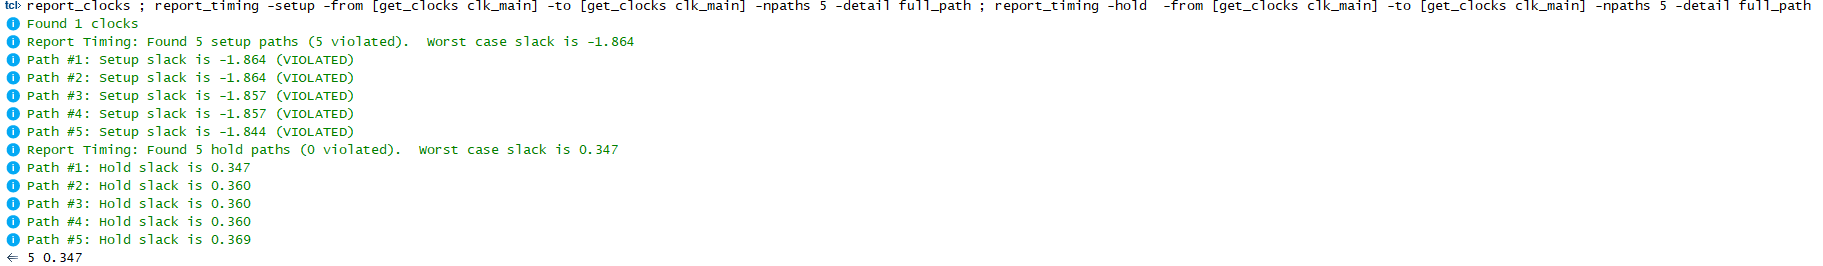 tcl> report_clocks ; report_timing -setup -from [get_clocks clk_main] -to [get_clocks clk_main] -npaths 5 -detail full_path ; report_timing -hold  -from [get_clocks clk_main] -to [get_clocks clk_main] -npaths 5 -detail full_path
Found 1 clocks
Report Timing: Found 5 setup paths (5 violated).  Worst case slack is -1.864
Path #1: Setup slack is -1.864 (VIOLATED)
Path #2: Setup slack is -1.864 (VIOLATED)
Path #3: Setup slack is -1.857 (VIOLATED)
Path #4: Setup slack is -1.857 (VIOLATED)
Path #5: Setup slack is -1.844 (VIOLATED)
Report Timing: Found 5 hold paths (0 violated).  Worst case slack is 0.347
Path #1: Hold slack is 0.347
Path #2: Hold slack is 0.360
Path #3: Hold slack is 0.360
Path #4: Hold slack is 0.360
Path #5: Hold slack is 0.369
⇐ 5 0.347